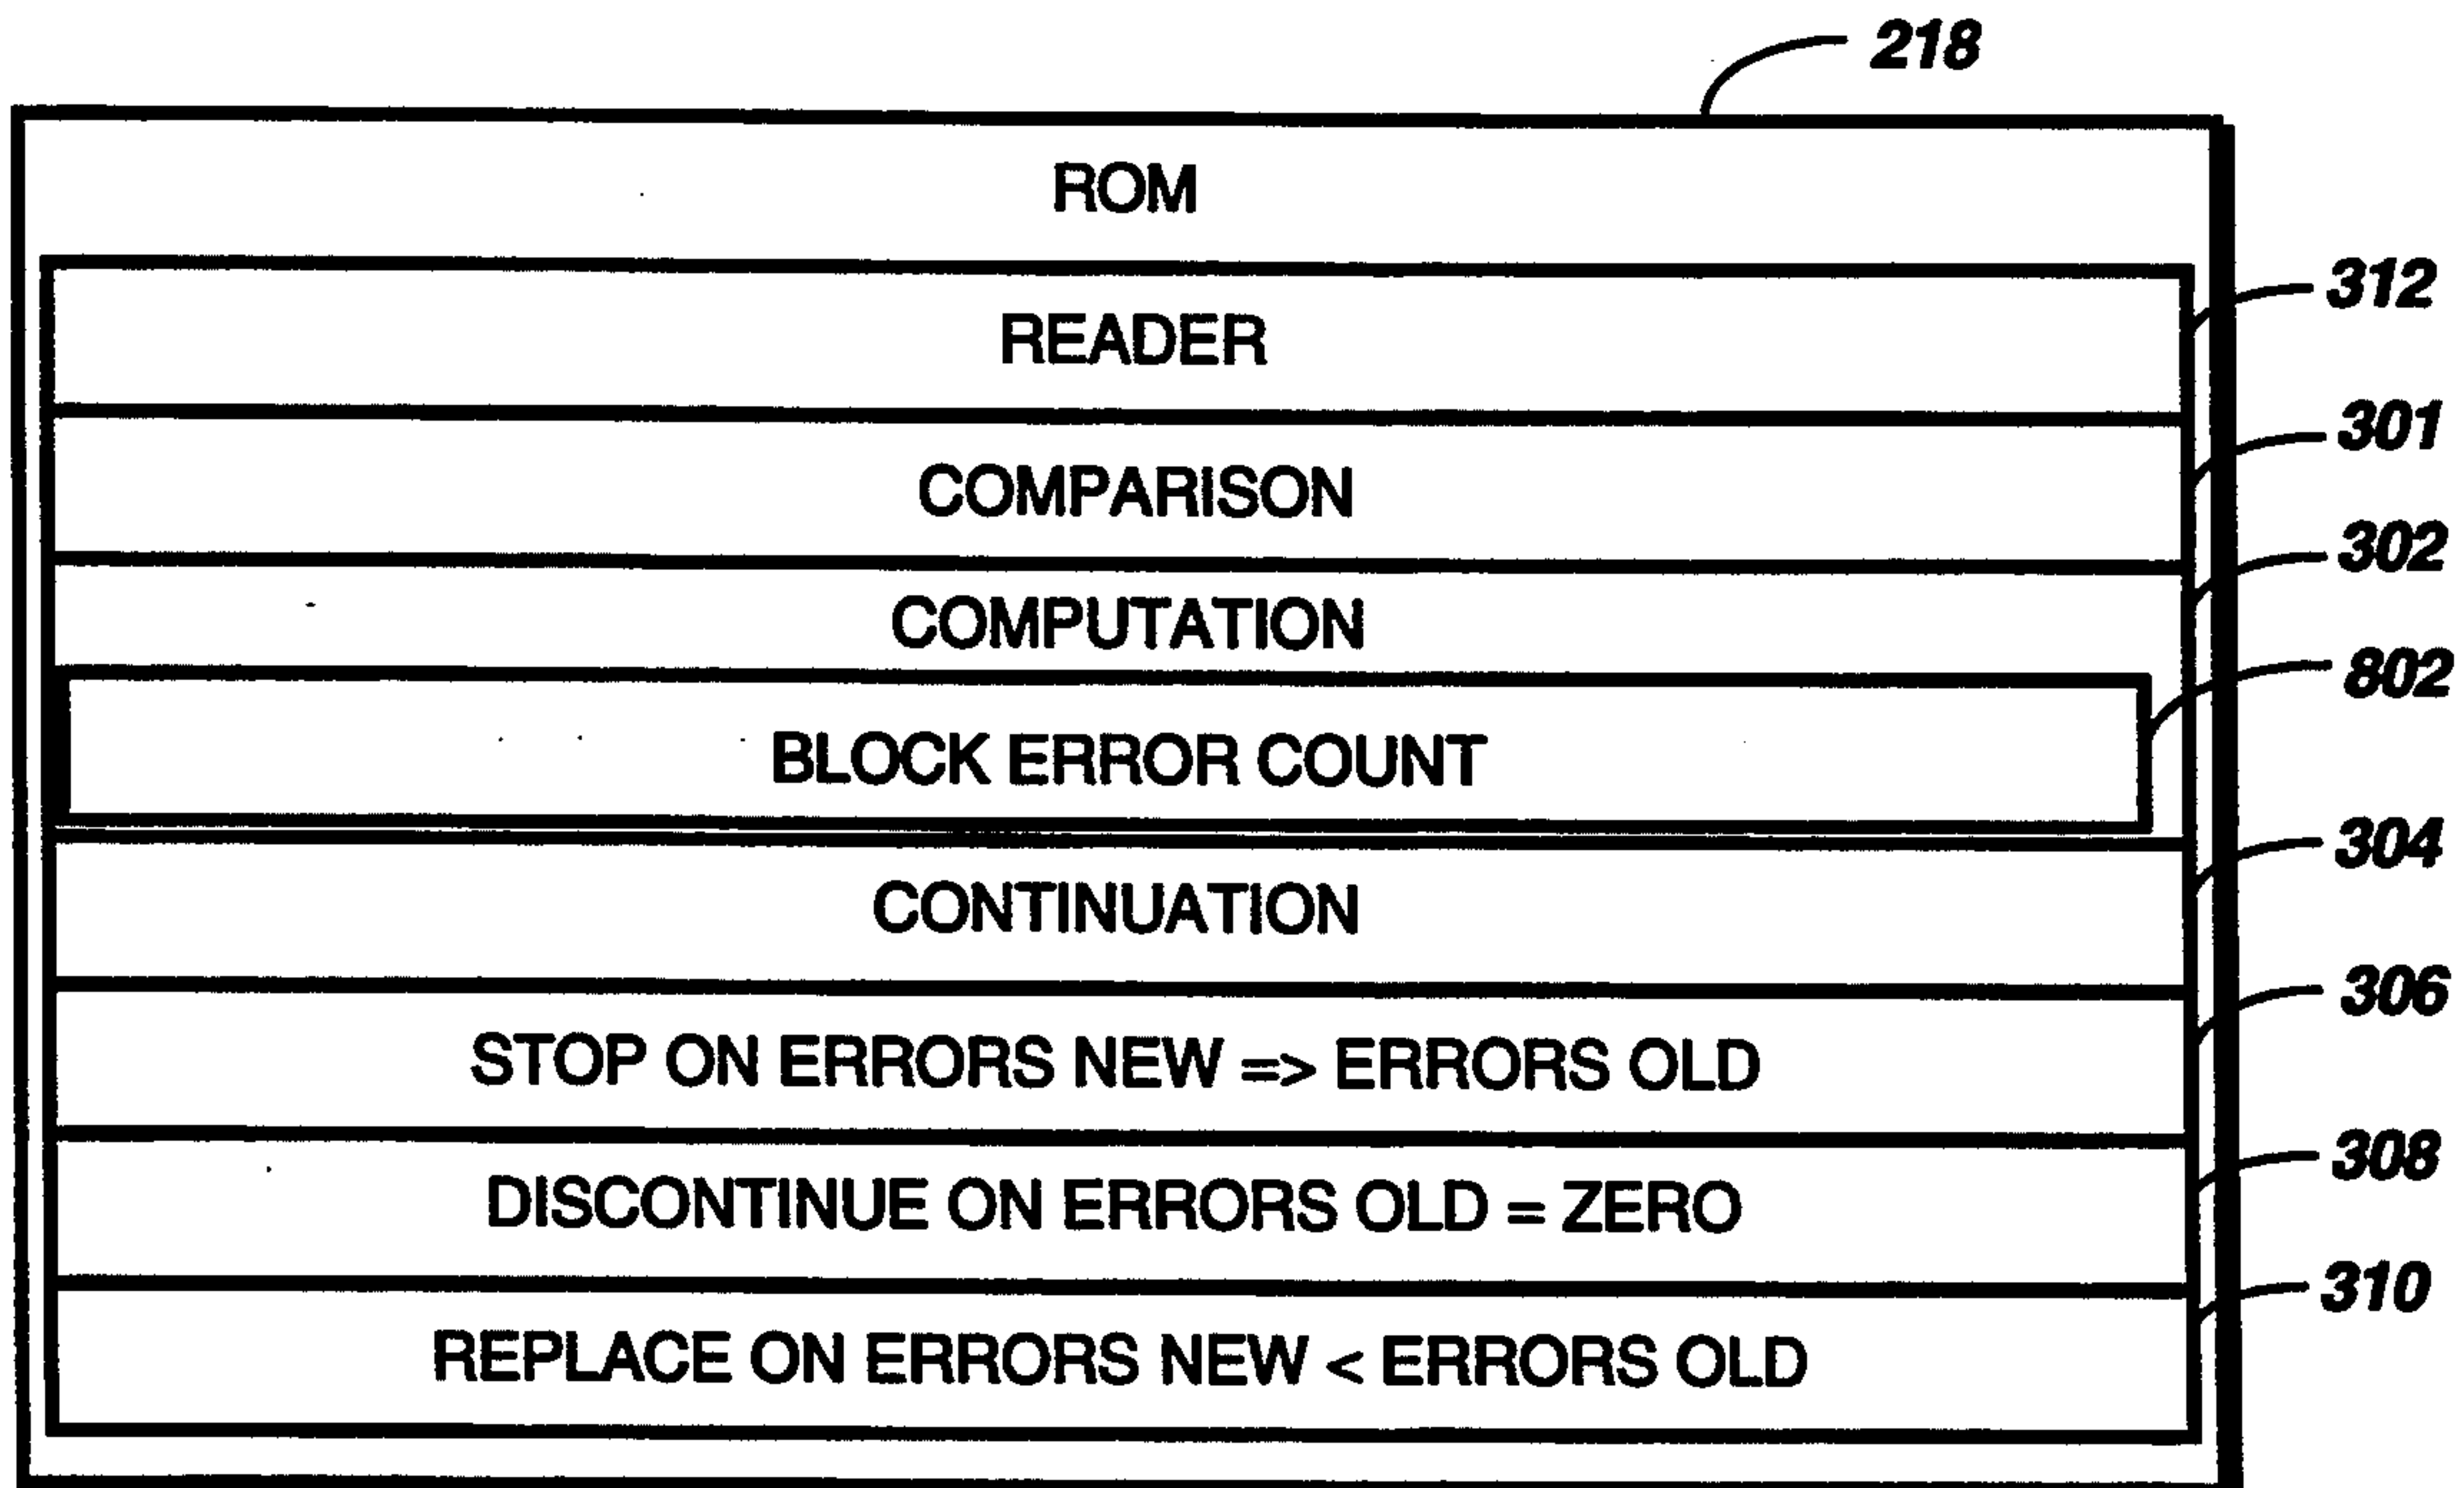 218
ROM
READER
312
COMPARISON
301
COMPUTATION
302
BLOCK ERROR COUNT
802
CONTINUATION
304
STOP ON ERRORS NEW => ERRORS OLD
306
DISCONTINUE ON ERRORS OLD = ZERO
308
REPLACE ON ERRORS NEW < ERRORS OLD
310